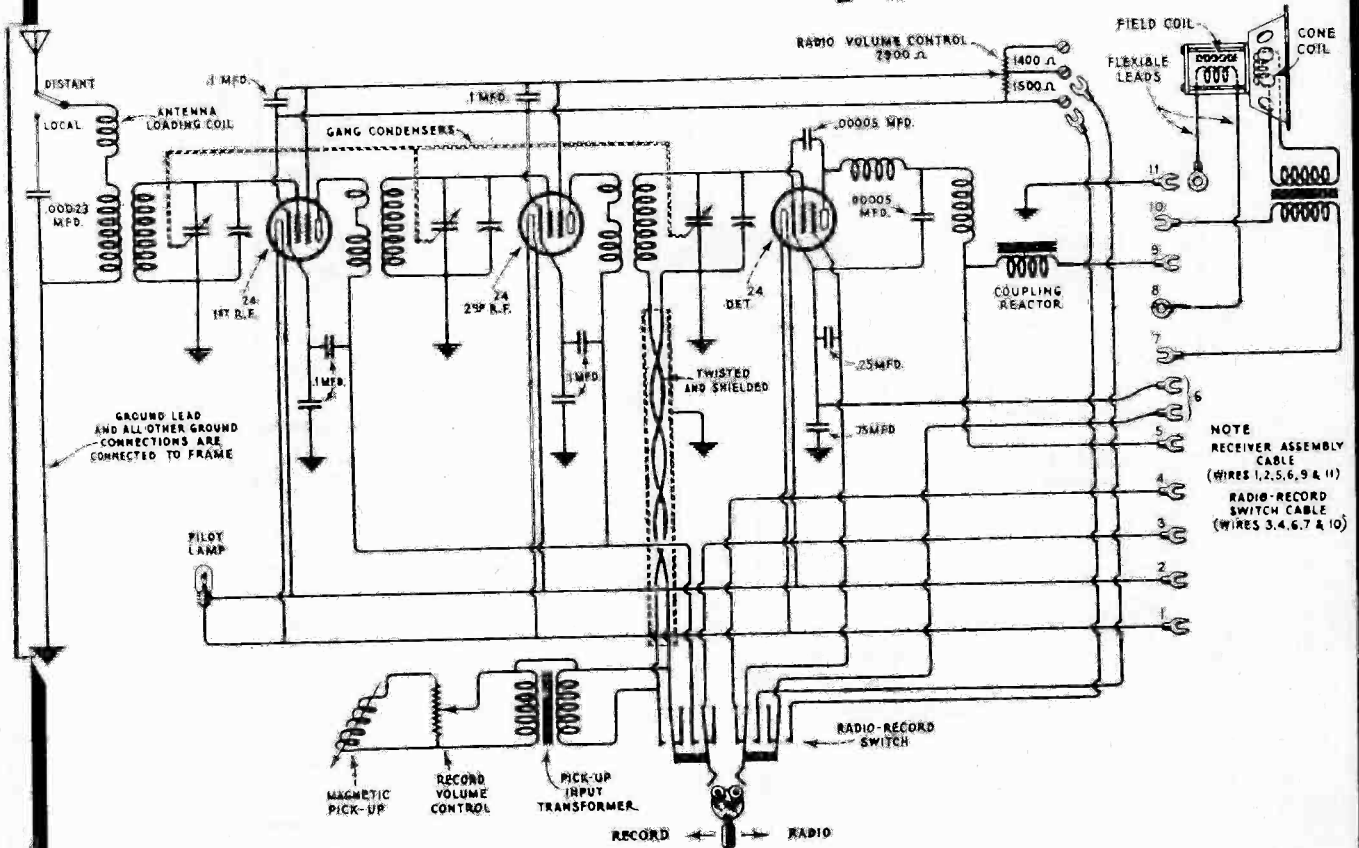 DISTANT
LOCAL
.00023
MFD.
.1 MFD.
ANTENNA
LOADING COIL
GANG CONDENSERS
.1 MFD.
RADIO VOLUME CONTROL
2900 Ω
1400 Ω
1500 Ω
.00005 MFD.
.00005
MFD.
FIELD COIL
FLEXIBLE
LEADS
CONE
COIL
24
1ST R.F.
24
2ND R.F.
24
DET.
.1 MFD.
.1 MFD.
.25 MFD.
.75 MFD
TWISTED
AND SHIELDED
COUPLING
REACTOR
GROUND LEAD
AND ALL OTHER GROUND
CONNECTIONS ARE
CONNECTED TO FRAME
PILOT
LAMP
11
10
9
8
7
6
5
4
3
2
1
NOTE
RECEIVER ASSEMBLY
CABLE
(WIRES 1,2,5,6,9 & 11)
RADIO-RECORD
SWITCH CABLE
(WIRES 3,4,6,7 & 10)
MAGNETIC
PICK-UP
RECORD
VOLUME
CONTROL
PICK-UP
INPUT
TRANSFORMER
RADIO-RECORD
SWITCH
RECORD
RADIO